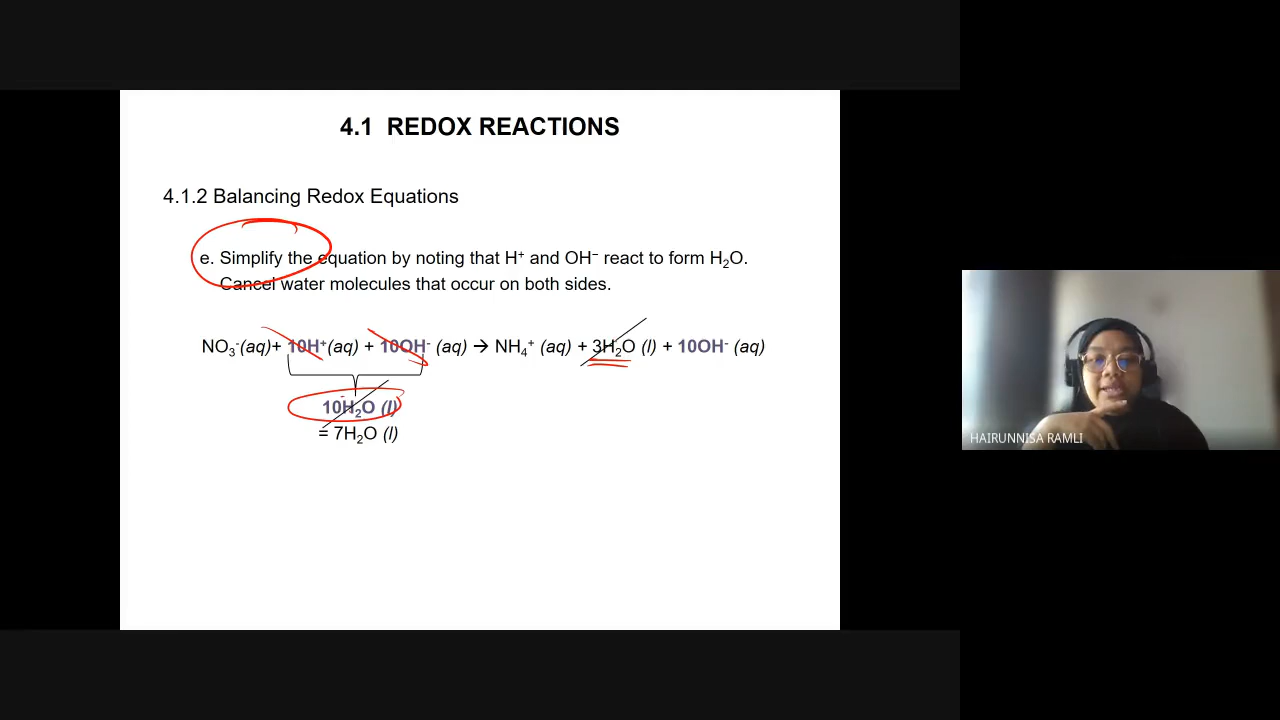 4.1 REDOX REACTIONS
4.1.2 Balancing Redox Equations
e. Simplify the equation by noting that H⁺ and OH⁻ react to form H₂O.
Cancel water molecules that occur on both sides.
NO₃⁻(aq)+ 10H⁺(aq) + 10OH⁻ (aq) → NH₄⁺ (aq) + 3H₂O (l) + 10OH⁻ (aq)
10H₂O (l)
= 7H₂O (l)
HAIRUNNISA RAMLI